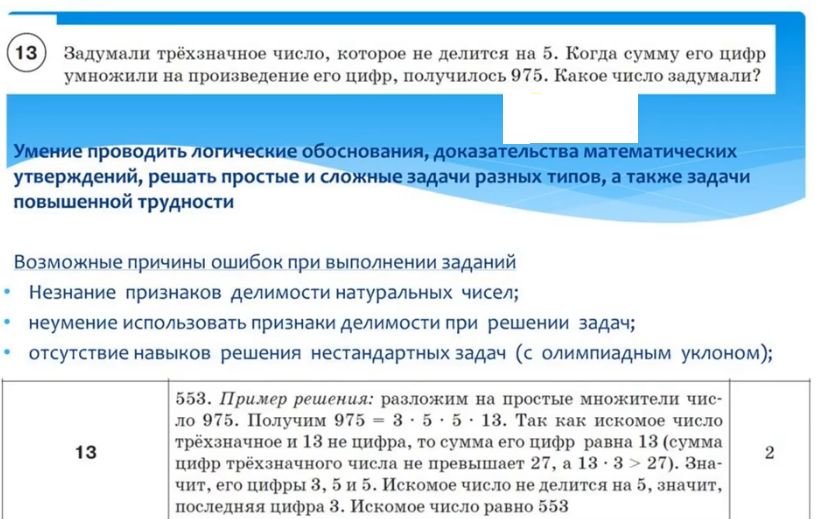 13 Задумали трёхзначное число, которое не делится на 5. Когда сумму его цифр
умножили на произведение его цифр, получилось 975. Какое число задумали?
Умение проводить логические обоснования, доказательства математических
утверждений, решать простые и сложные задачи разных типов, а также задачи
повышенной трудности
Возможные причины ошибок при выполнении заданий
• Незнание признаков делимости натуральных чисел;
• неумение использовать признаки делимости при решении задач;
• отсутствие навыков решения нестандартных задач (с олимпиадным уклоном);
13
553. Пример решения: разложим на простые множители чис-
ло 975. Получим 975 = 3 · 5 · 5 · 13. Так как искомое число
трёхзначное и 13 не цифра, то сумма его цифр равна 13 (сумма
цифр трёхзначного числа не превышает 27, а 13 · 3 > 27). Зна-
чит, его цифры 3, 5 и 5. Искомое число не делится на 5, значит,
последняя цифра 3. Искомое число равно 553
2